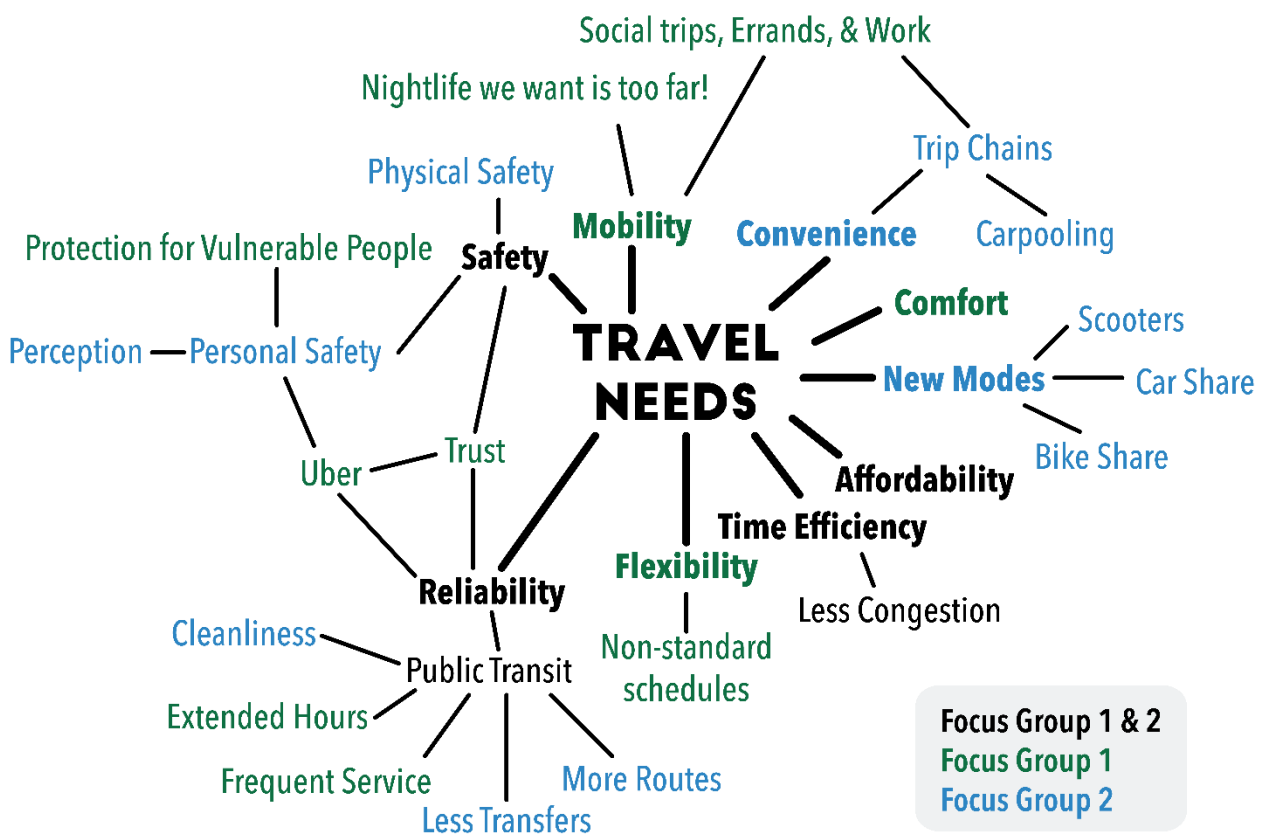 Social trips, Errands, & Work
Nightlife we want is too far!
Trip Chains
Physical Safety
Mobility
Convenience
Carpooling
Protection for Vulnerable People
Safety
Comfort
Scooters
TRAVEL
NEEDS
Perception
Personal Safety
New Modes
Car Share
Bike Share
Uber
Trust
Affordability
Time Efficiency
Flexibility
Reliability
Less Congestion
Cleanliness
Public Transit
Non-standard
schedules
Extended Hours
Frequent Service
More Routes
Less Transfers
Focus Group 1 & 2
Focus Group 1
Focus Group 2